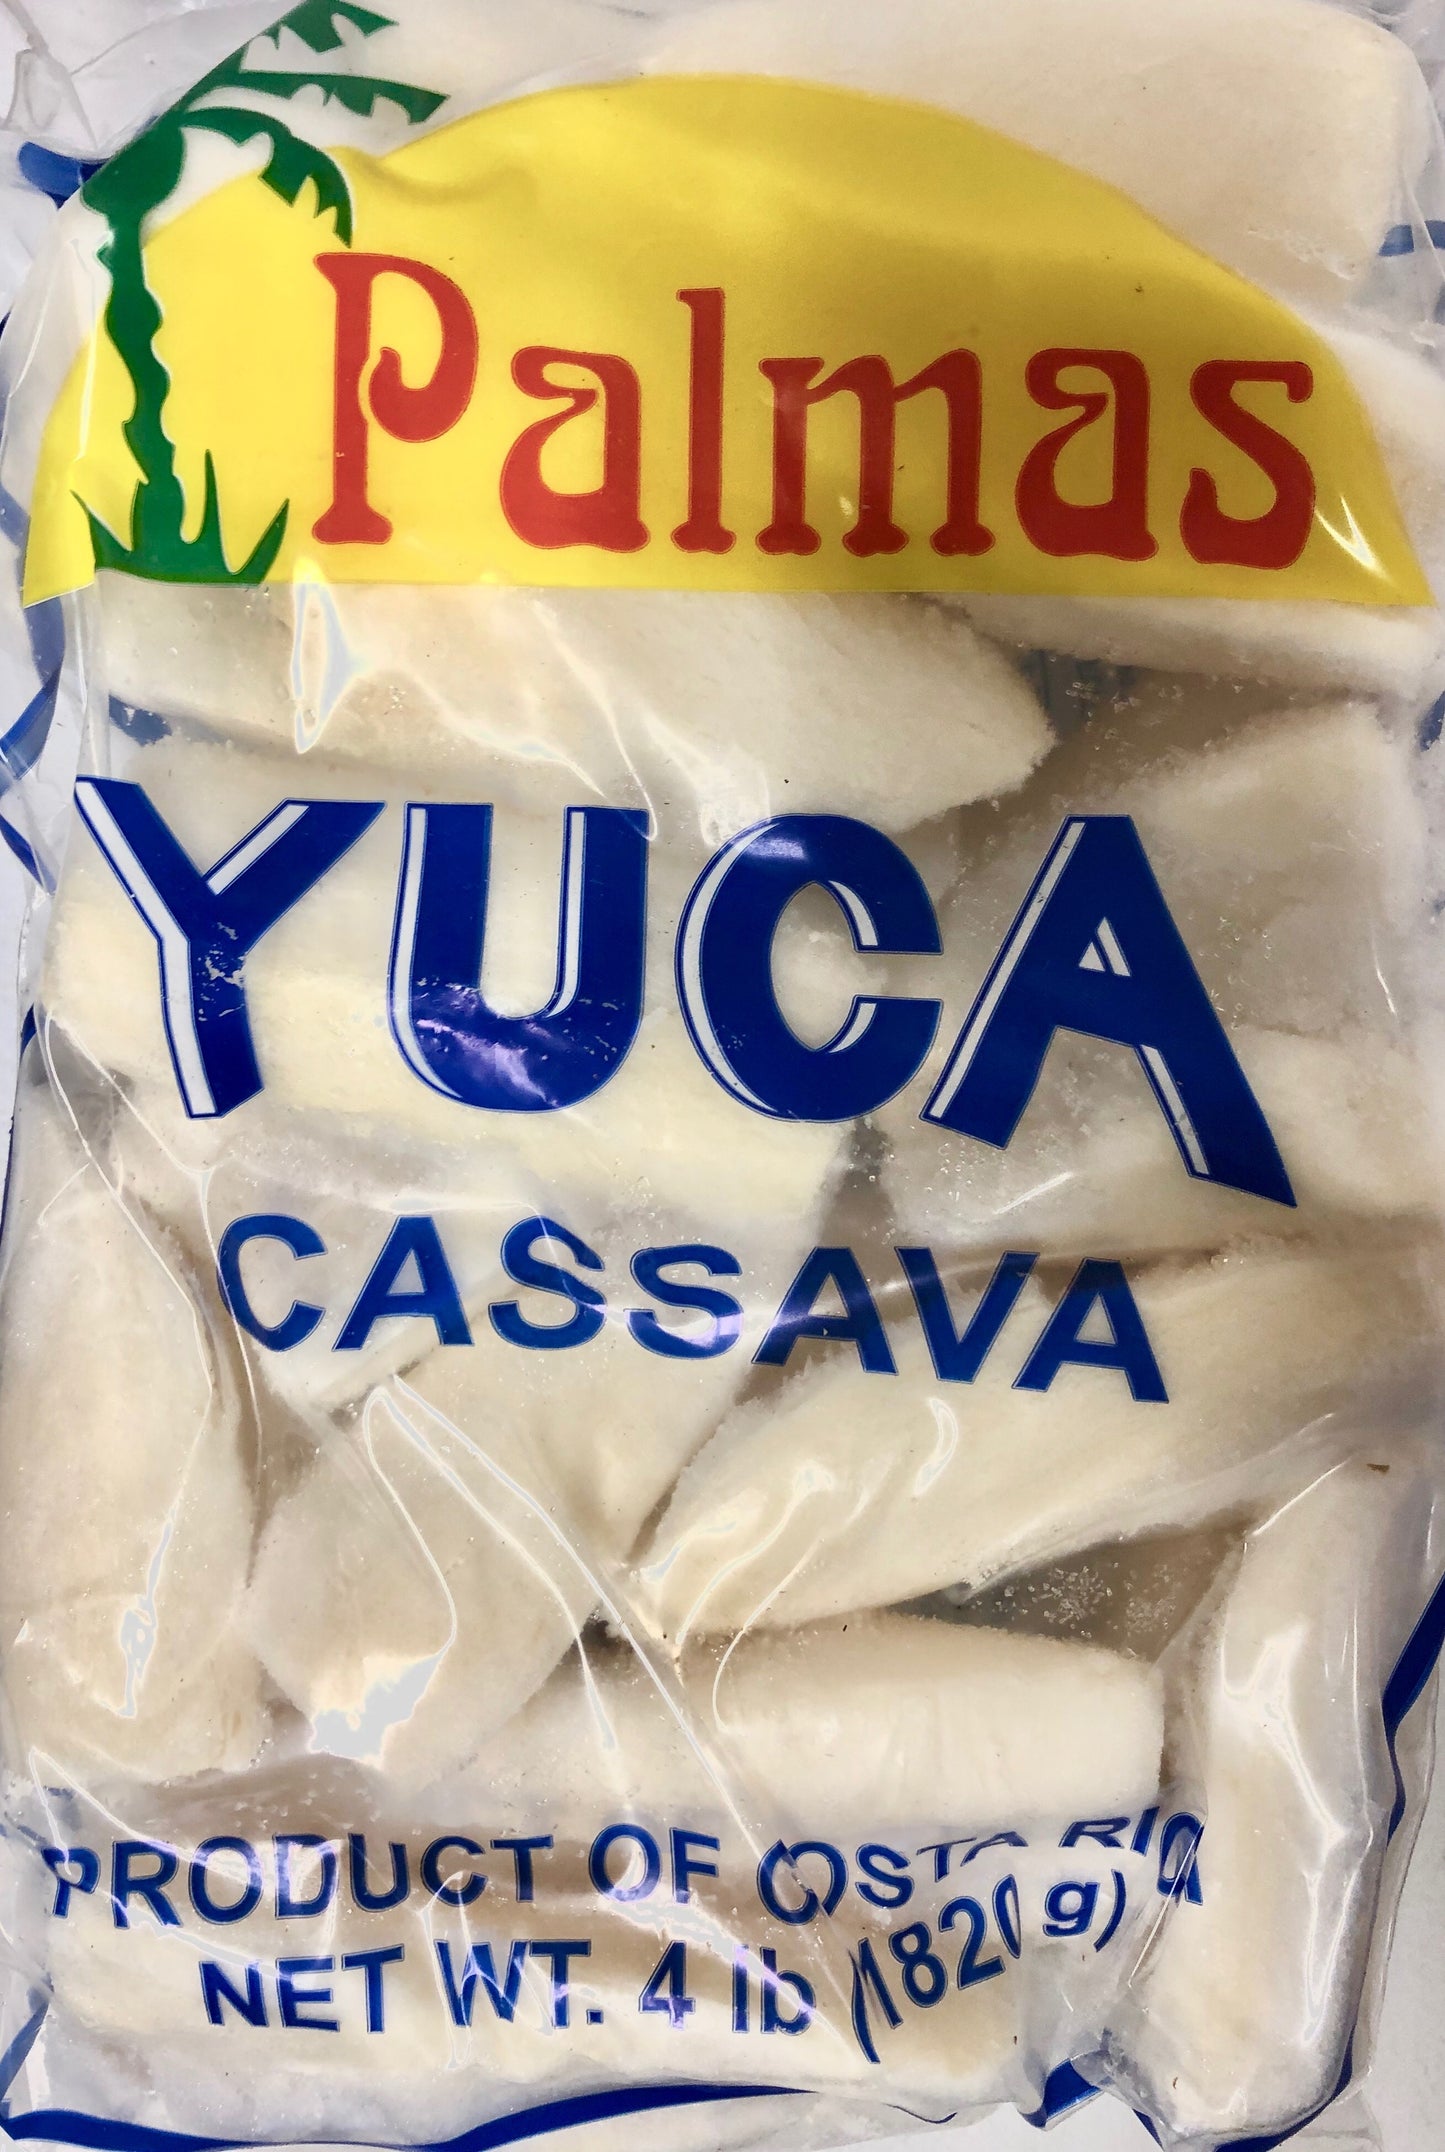 Palmas
YUCA
CASSAVA
PRODUCT OF COSTA RICA
NET WT. 4 lb (1820 g)